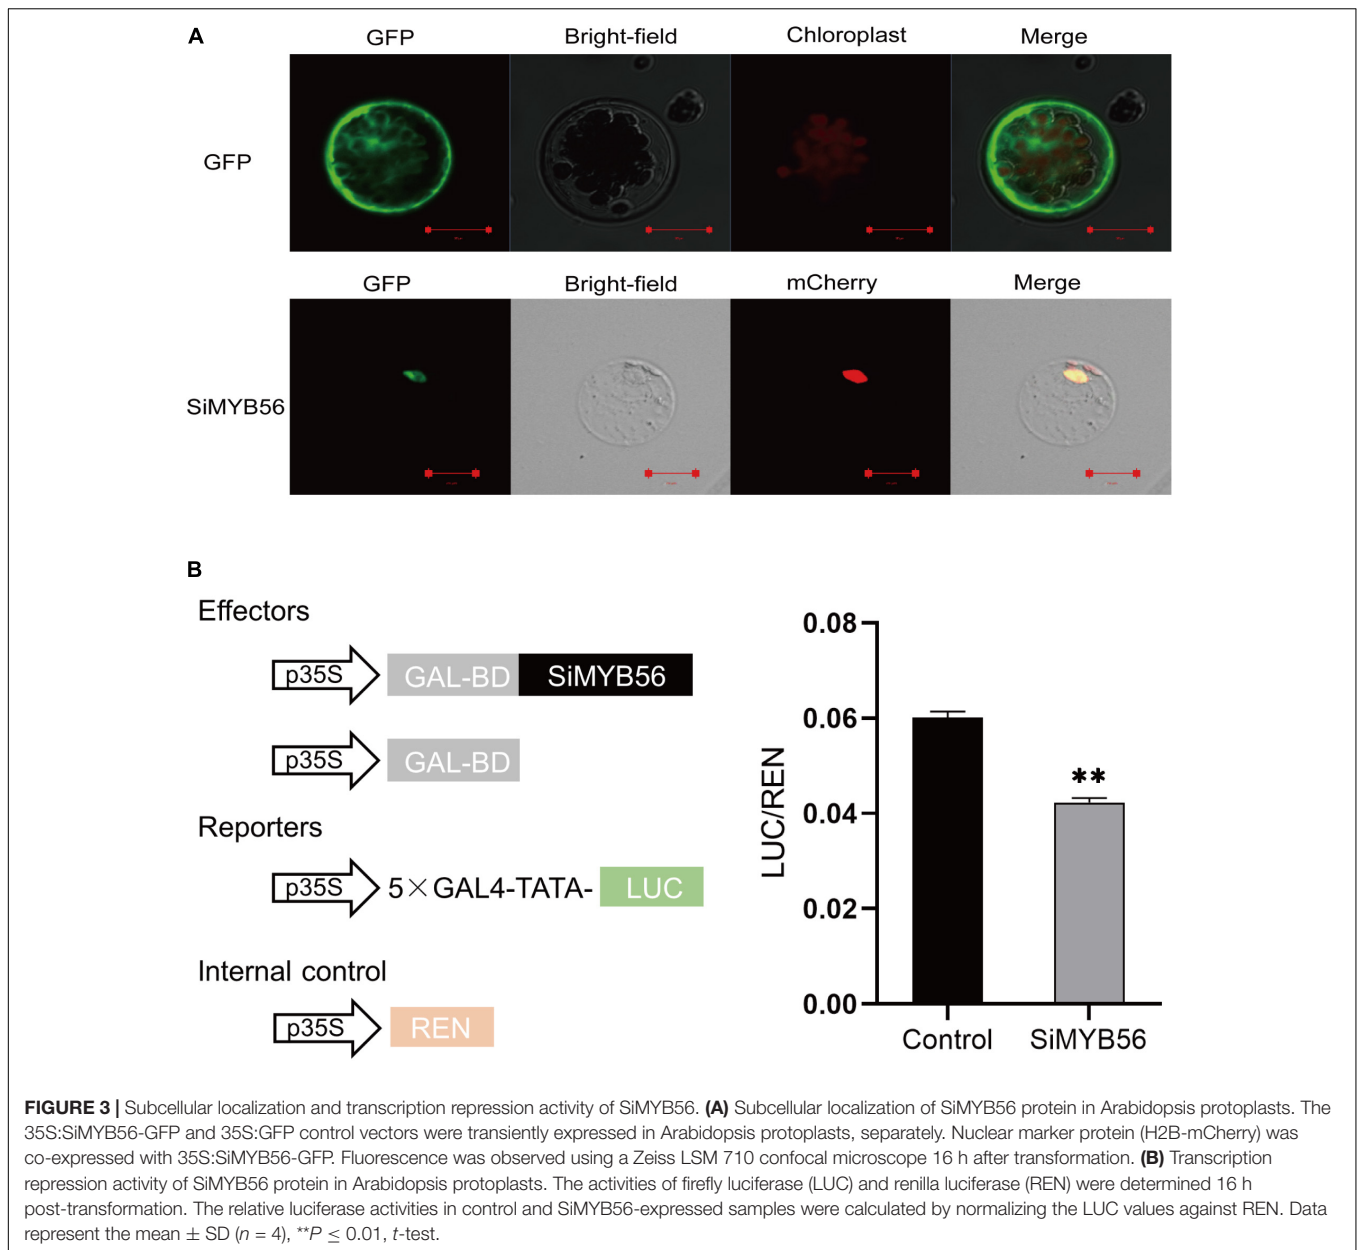 A
GFP Bright-field Chloroplast Merge
GFP
GFP Bright-field mCherry Merge
SiMYB56
B
Effectors
p35S GAL-BD SiMYB56
p35S GAL-BD
Reporters
p35S 5×GAL4-TATA- LUC
Internal control
p35S REN
0.08
0.06
0.04
0.02
0.00
LUC/REN
**
Control SiMYB56
FIGURE 3 | Subcellular localization and transcription repression activity of SiMYB56. (A) Subcellular localization of SiMYB56 protein in Arabidopsis protoplasts. The
35S:SiMYB56-GFP and 35S:GFP control vectors were transiently expressed in Arabidopsis protoplasts, separately. Nuclear marker protein (H2B-mCherry) was
co-expressed with 35S:SiMYB56-GFP. Fluorescence was observed using a Zeiss LSM 710 confocal microscope 16 h after transformation. (B) Transcription
repression activity of SiMYB56 protein in Arabidopsis protoplasts. The activities of firefly luciferase (LUC) and renilla luciferase (REN) were determined 16 h
post-transformation. The relative luciferase activities in control and SiMYB56-expressed samples were calculated by normalizing the LUC values against REN. Data
represent the mean ± SD (n = 4), **P ≤ 0.01, t-test.